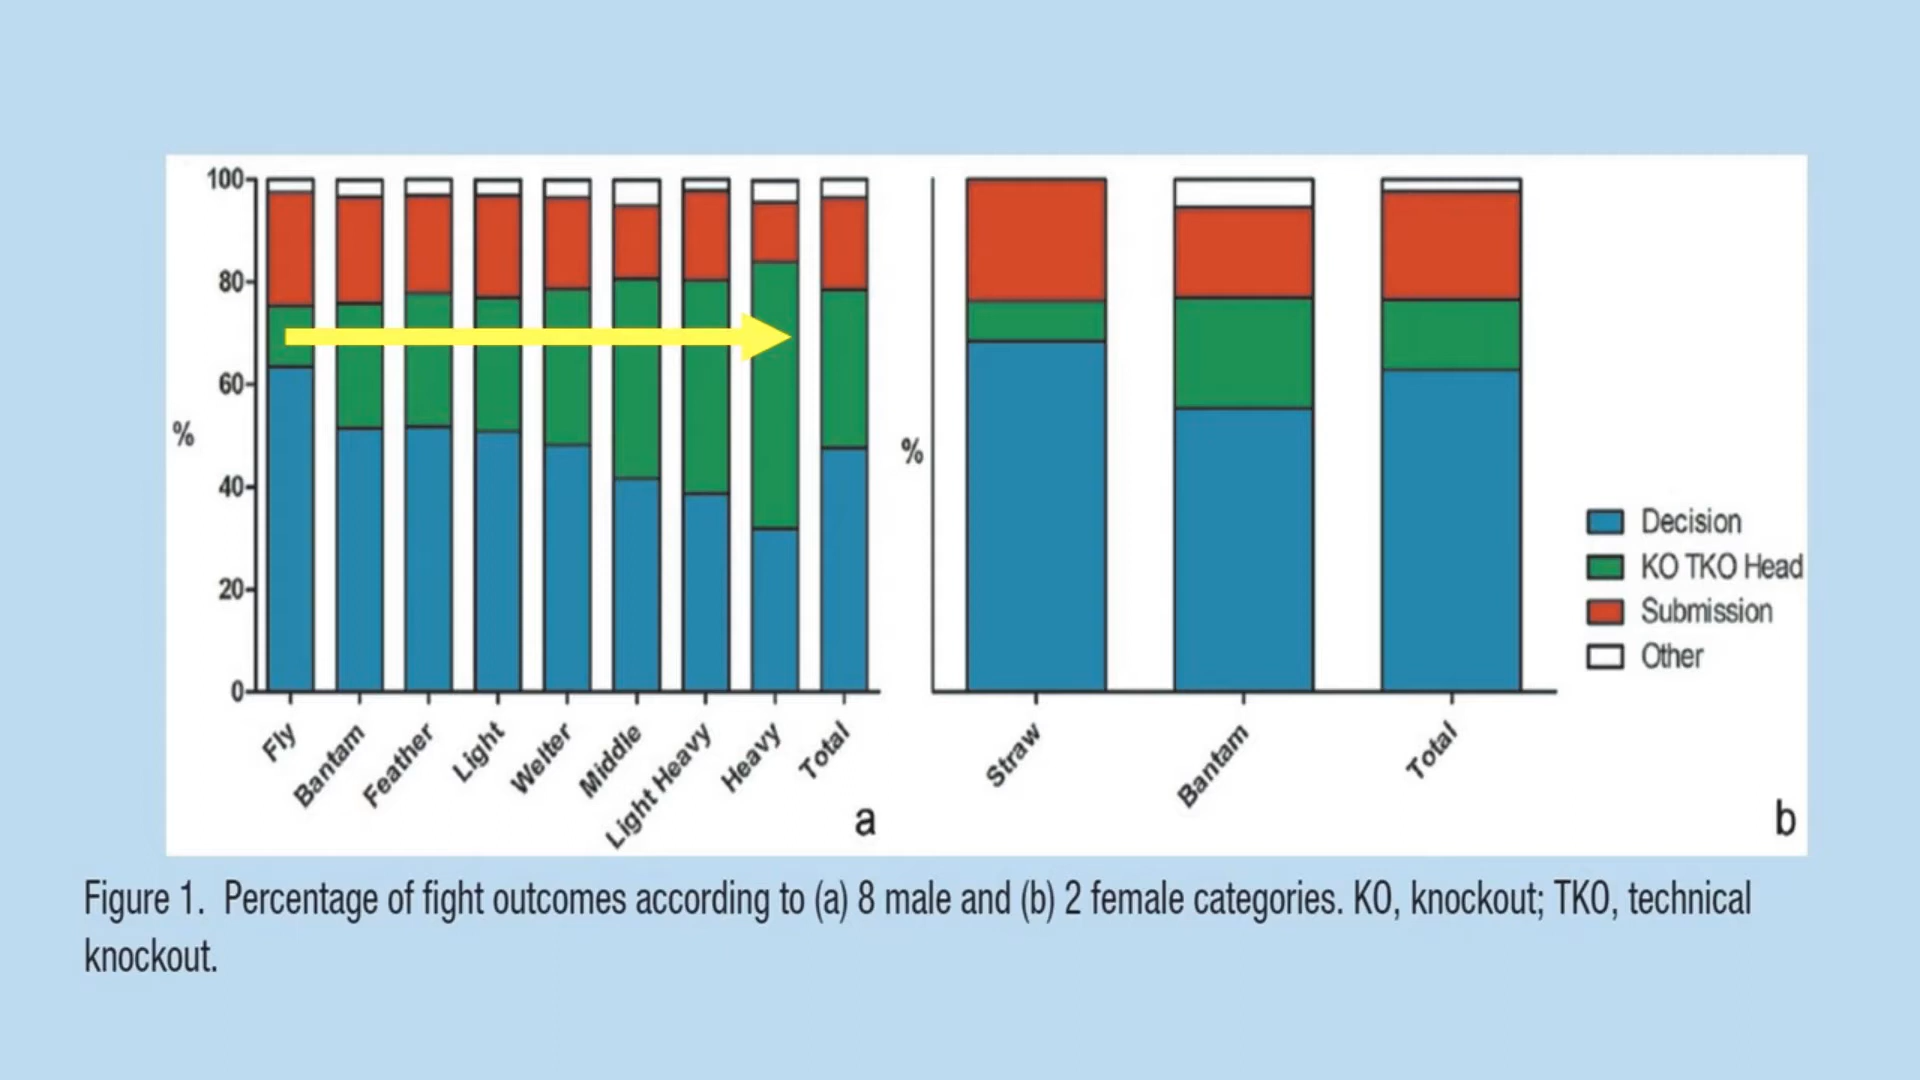 100
80
60
40
20
0
%
Fly
Bantam
Feather
Light
Welter
Middle
Light Heavy
Heavy
Total
a
%
Straw
Bantam
Total
b
Decision
KO TKO Head
Submission
Other
Figure 1. Percentage of fight outcomes according to (a) 8 male and (b) 2 female categories. KO, knockout; TKO, technical
knockout.